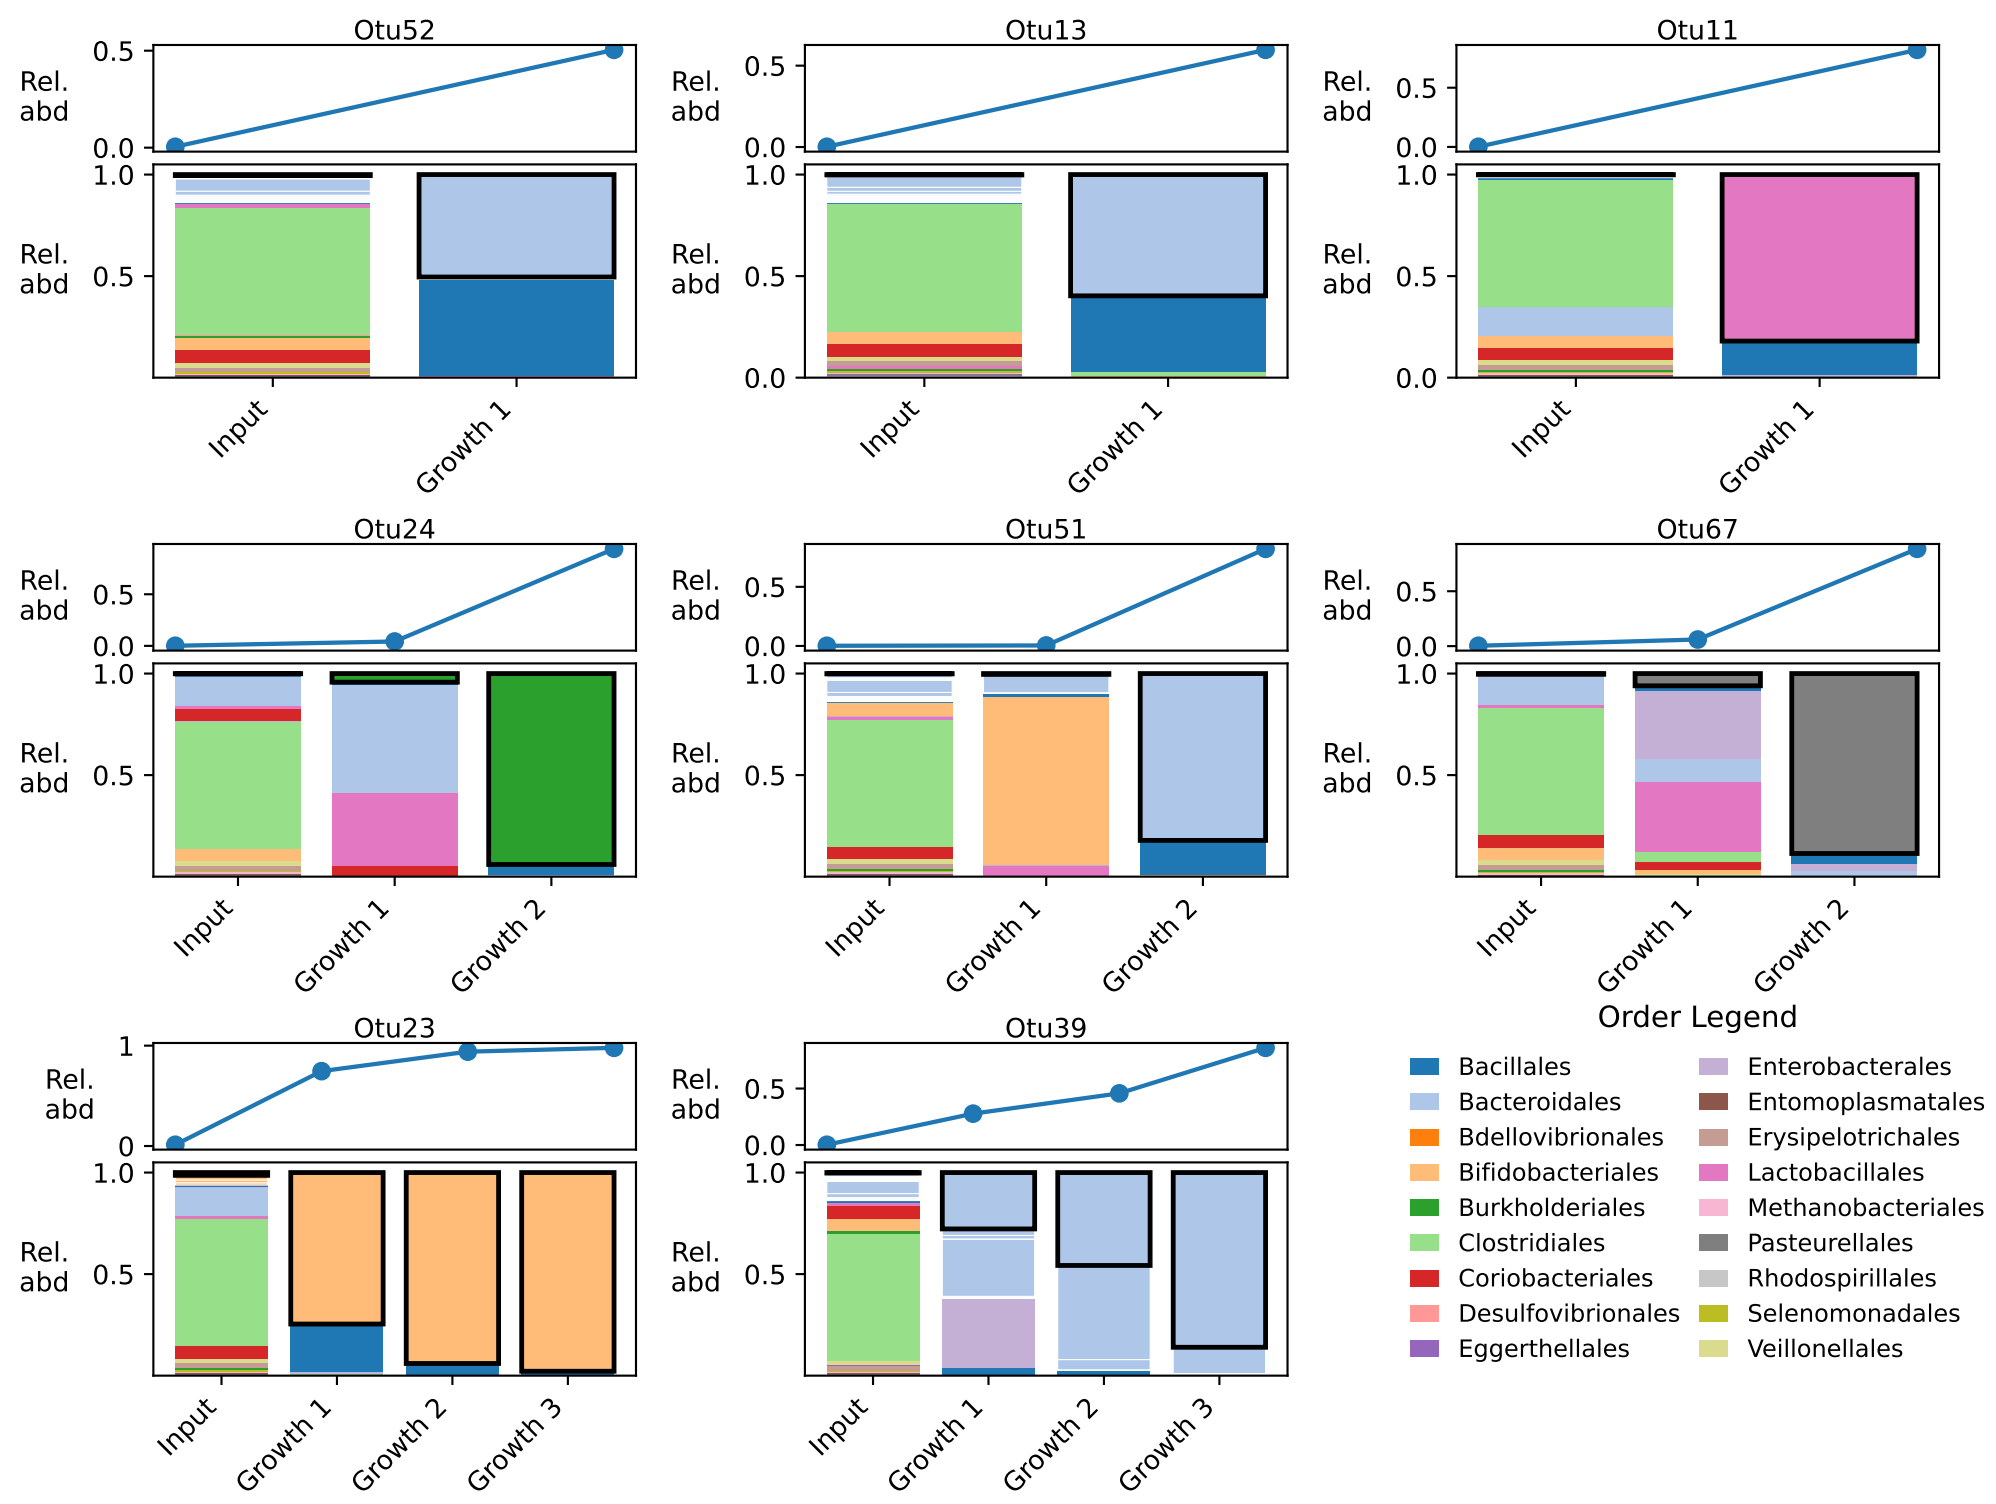 Otu52
Rel.
abd
0.5
0.0
Rel.
abd
1.0
0.5
Input
Growth 1
Otu13
Rel.
abd
0.5
0.0
Rel.
abd
1.0
0.5
0.0
Input
Growth 1
Otu11
Rel.
abd
0.5
0.0
Rel.
abd
1.0
0.5
0.0
Input
Growth 1
Otu24
Rel.
abd
0.5
0.0
Rel.
abd
1.0
0.5
Input
Growth 1
Growth 2
Otu51
Rel.
abd
0.5
0.0
Rel.
abd
1.0
0.5
Input
Growth 1
Growth 2
Otu67
Rel.
abd
0.5
0.0
Rel.
abd
1.0
0.5
Input
Growth 1
Growth 2
Otu23
Rel.
abd
1
0
Rel.
abd
1.0
0.5
Input
Growth 1
Growth 2
Growth 3
Otu39
Rel.
abd
0.5
0.0
Rel.
abd
1.0
0.5
Input
Growth 1
Growth 2
Growth 3
Order Legend
Bacillales
Bacteroidales
Bdellovibrionales
Bifidobacteriales
Burkholderiales
Clostridiales
Coriobacteriales
Desulfovibrionales
Eggerthellales
Enterobacterales
Entomoplasmatales
Erysipelotrichales
Lactobacillales
Methanobacteriales
Pasteurellales
Rhodospirillales
Selenomonadales
Veillonellales